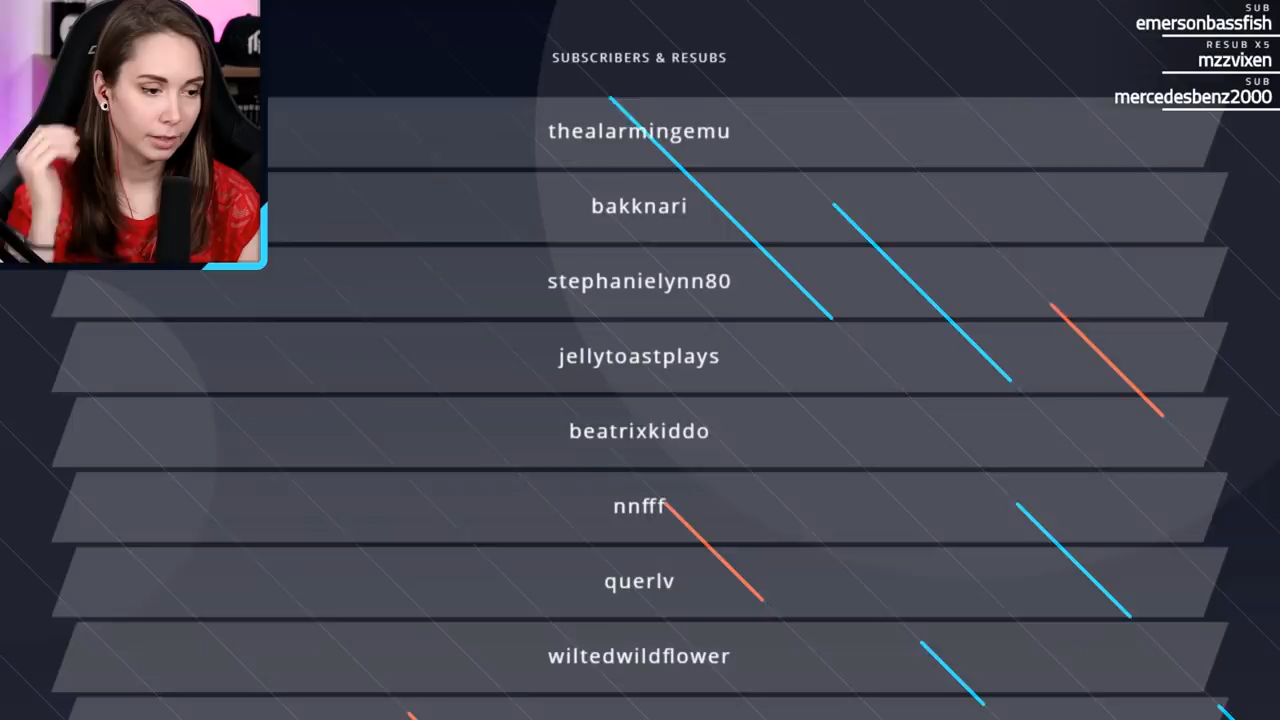 SUBSCRIBERS & RESUBS
thealarmingemu
bakknari
stephanielynn80
jellytoastplays
beatrixkiddo
nnfff
querlv
wiltedwildflower
SUB
emersonbassfish
RESUB X5
mzzvixen
SUB
mercedesbenz2000